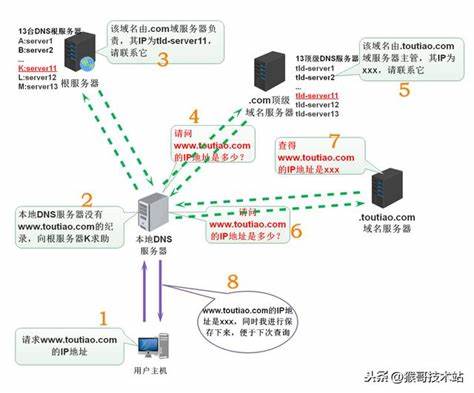 13台DNS根服务器
A:server1
B:server2
...
K:server11
L:server12
M:server13
根服务器
该域名由.com域服务器负
责，其IP为tld-server11，
请联系它
3
.com顶级
域名服务器
13顶级DNS服务器
tld-server1
tld-server2
...
tld-server11
tld-server12
tld-server13
该域名由.toutiao.com
域服务器主管，其IP为
xxx，请联系它
5
4
请问
www.toutiao.com
的IP地址是多少？
7
查得
www.toutiao.com
的IP地址是xxx
.toutiao.com
域名服务器
2
本地DNS服务器没有
www.toutiao.com的纪
录，向根服务器K求助
本地DNS
服务器
请问
www.toutiao.com
的IP地址是多少？
6
8
www.toutiao.com的IP地
址是xxx，同时我进行保
存下来，便于下次查询
1
请求www.toutiao.com
的IP地址
用户主机
头条@猴哥技术站